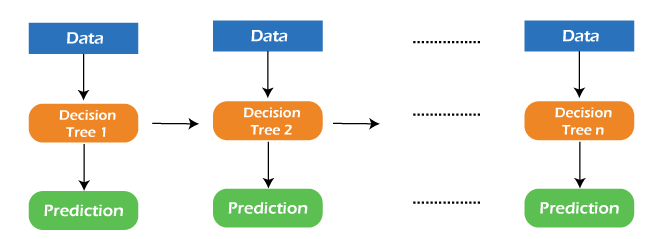 Data
Data
Data
Decision
Tree 1
Decision
Tree 2
Decision
Tree n
Prediction
Prediction
Prediction